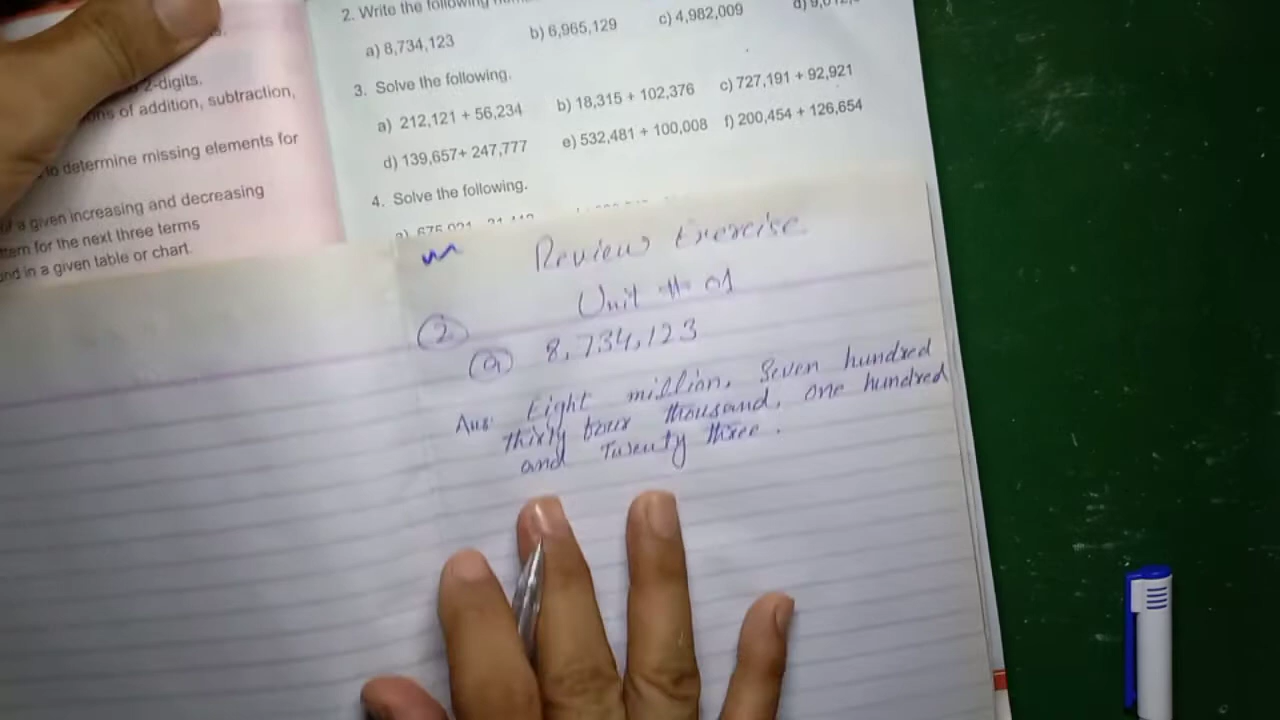 2. Write the following
a) 8,734,123 b) 6,965,129 c) 4,982,009
3. Solve the following.
a) 212,121 + 56,234 b) 18,315 + 102,376 c) 727,191 + 92,921
d) 139,657+ 247,777 e) 532,481 + 100,008 f) 200,454 + 126,654
4. Solve the following.
2-digits.
of addition, subtraction,
to determine missing elements for
of a given increasing and decreasing
for the next three terms
in a given table or chart.
Review Exercise
Unit # 01
2
a 8,734,123
Ans: Eight million, Seven hundred
thirty four thousand, one hundred
and Twenty three.